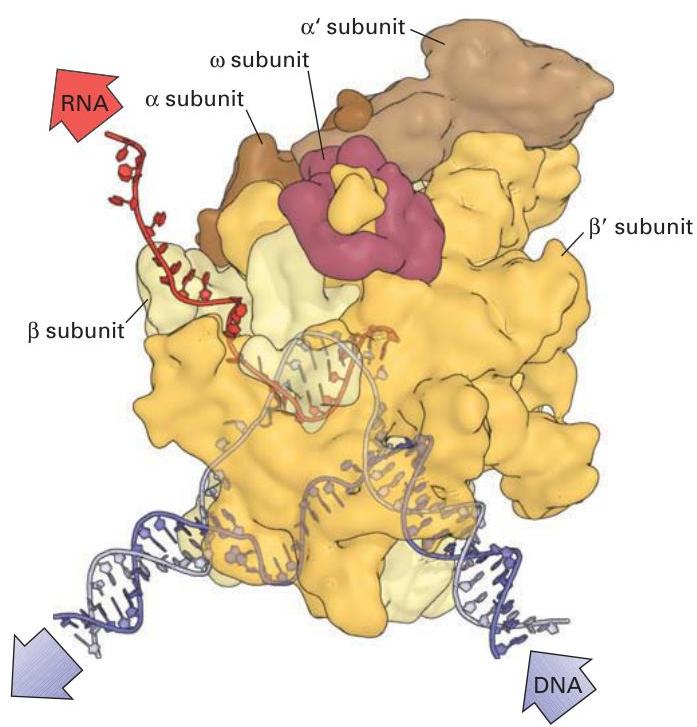 α‘ subunit
ω subunit
RNA
α subunit
β’ subunit
β subunit
DNA